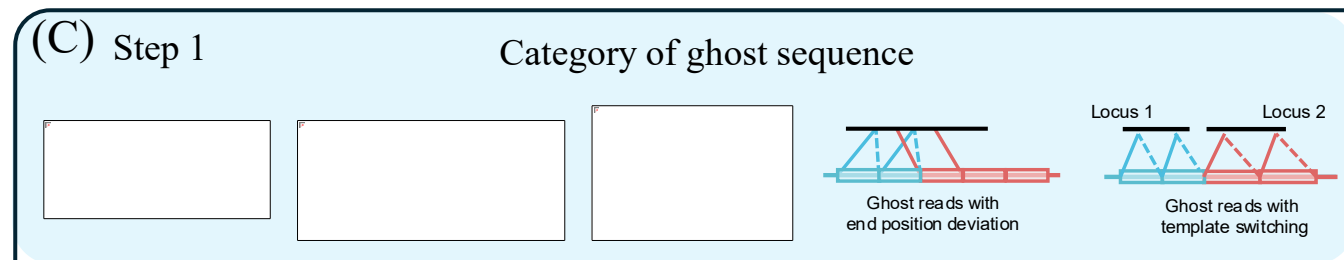 (C) Step 1
Category of ghost sequence
Locus 1
Locus 2
Ghost reads with
end position deviation
Ghost reads with
template switching